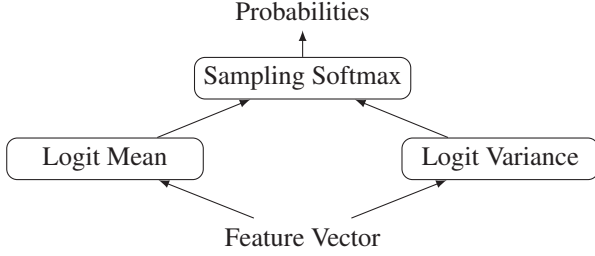 Probabilities
Sampling Softmax
Logit Mean
Logit Variance
Feature Vector